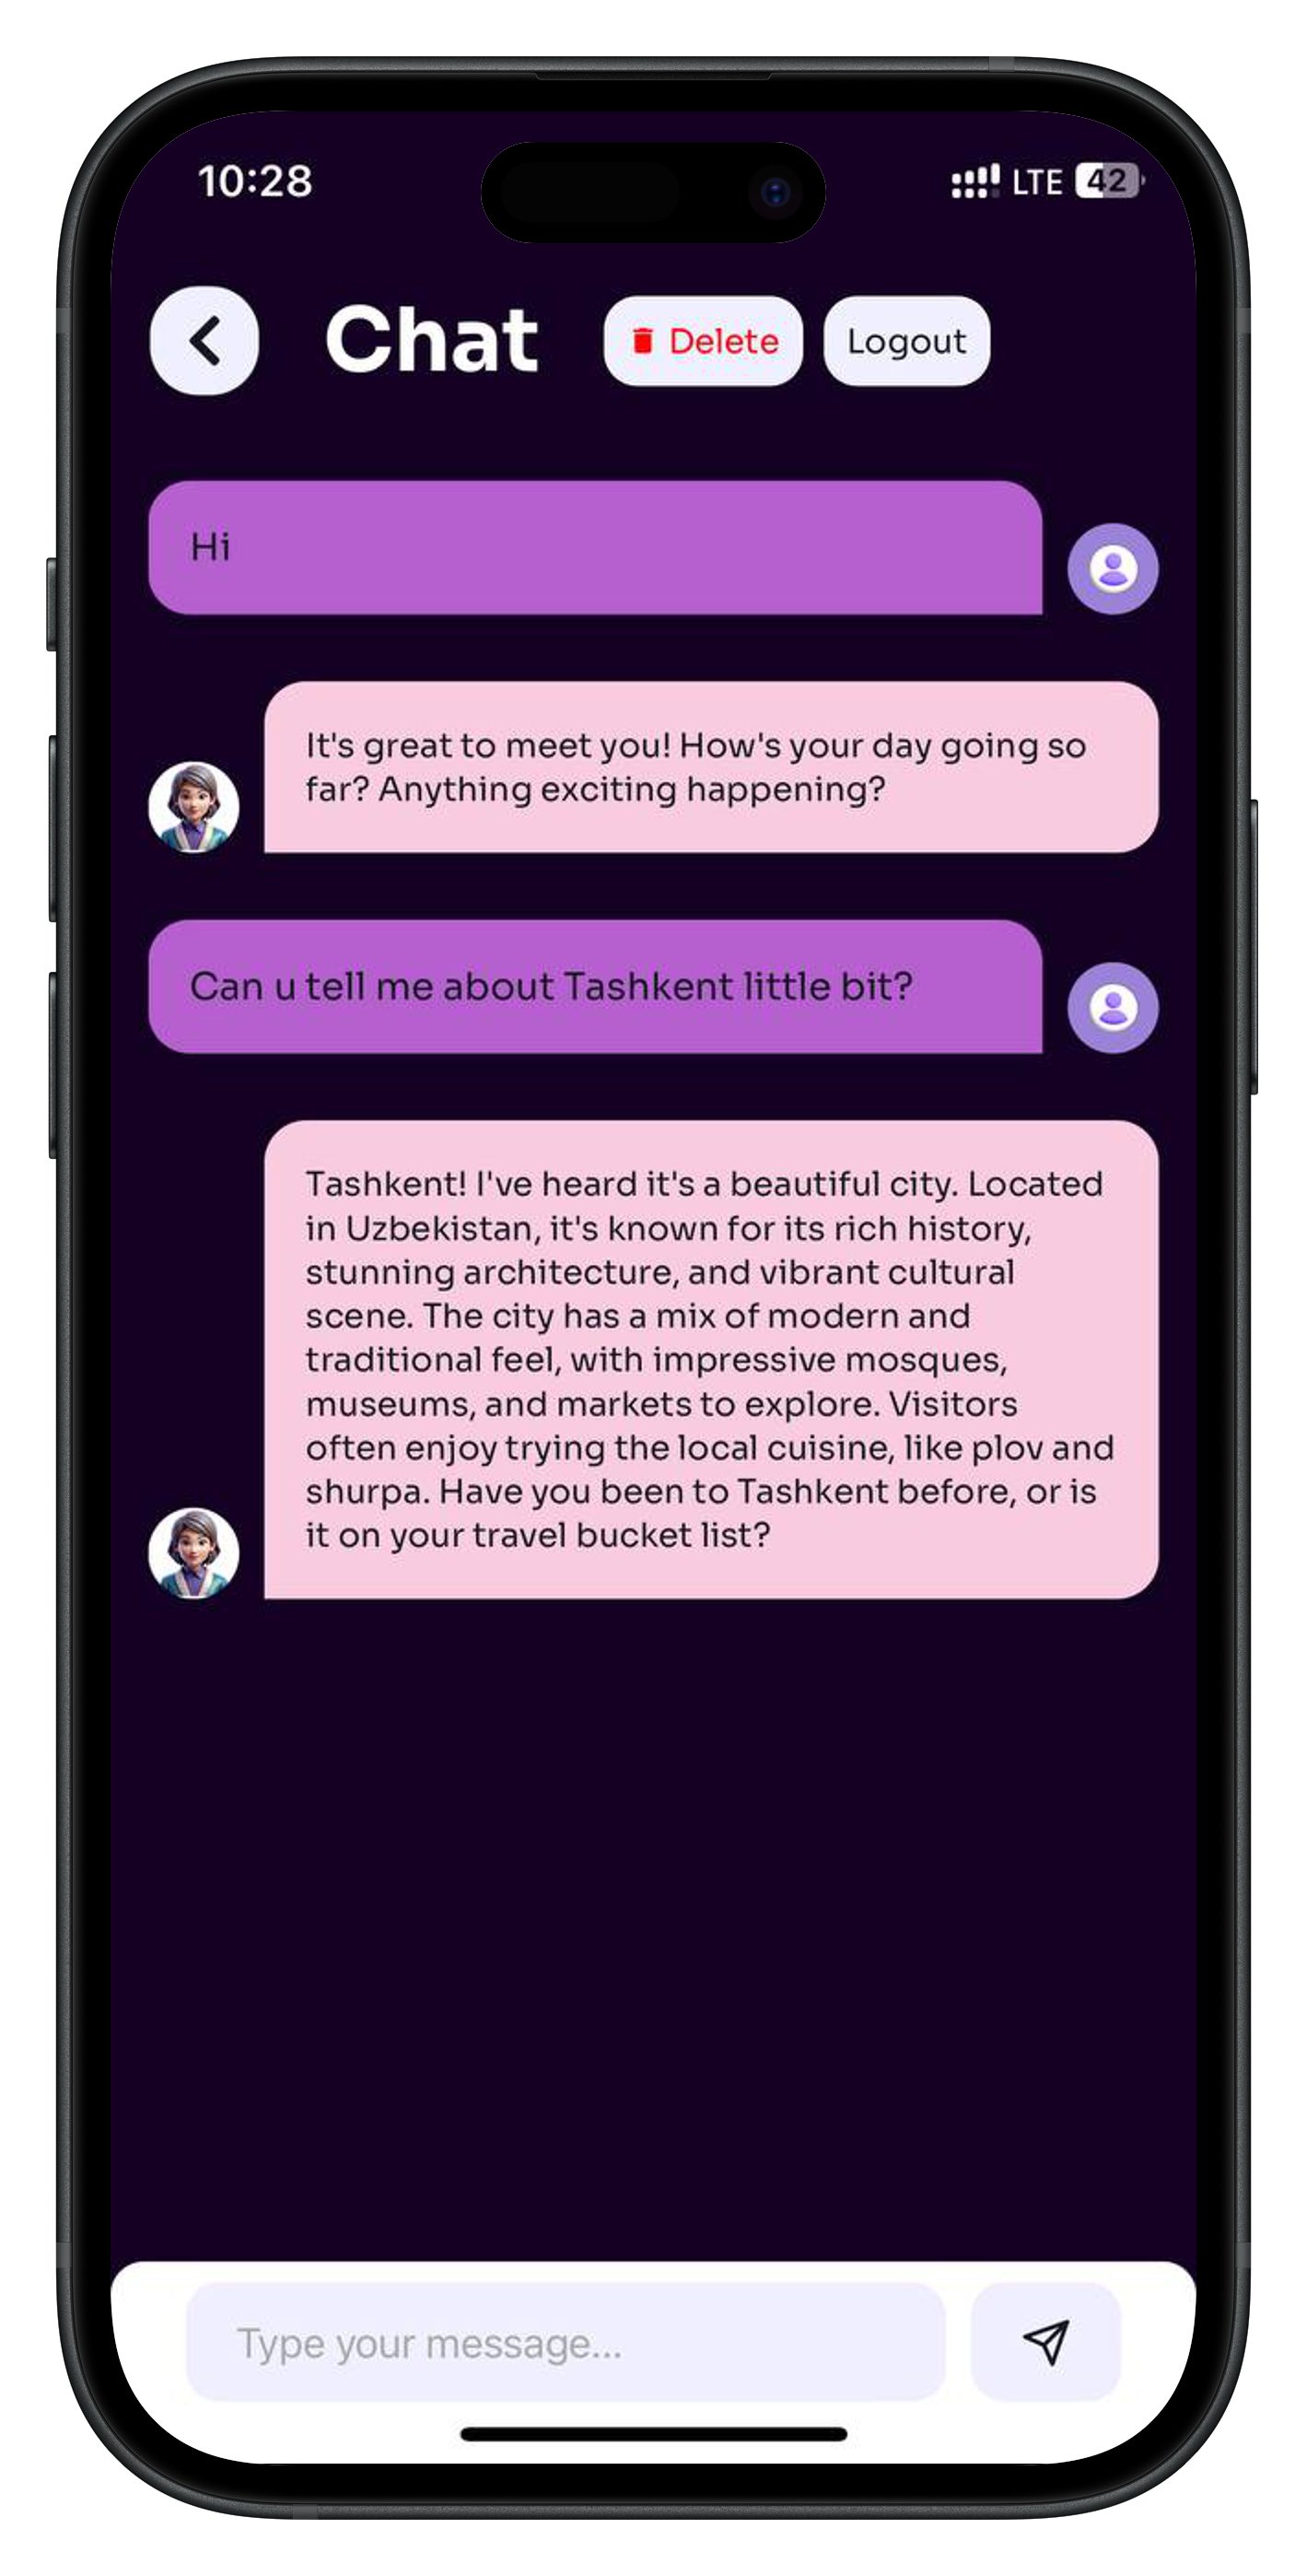 10:28
LTE 42
Chat
Delete
Logout
Hi
It's great to meet you! How's your day going so
far? Anything exciting happening?
Can u tell me about Tashkent little bit?
Tashkent! I've heard it's a beautiful city. Located
in Uzbekistan, it's known for its rich history,
stunning architecture, and vibrant cultural
scene. The city has a mix of modern and
traditional feel, with impressive mosques,
museums, and markets to explore. Visitors
often enjoy trying the local cuisine, like plov and
shurpa. Have you been to Tashkent before, or is
it on your travel bucket list?
Type your message...